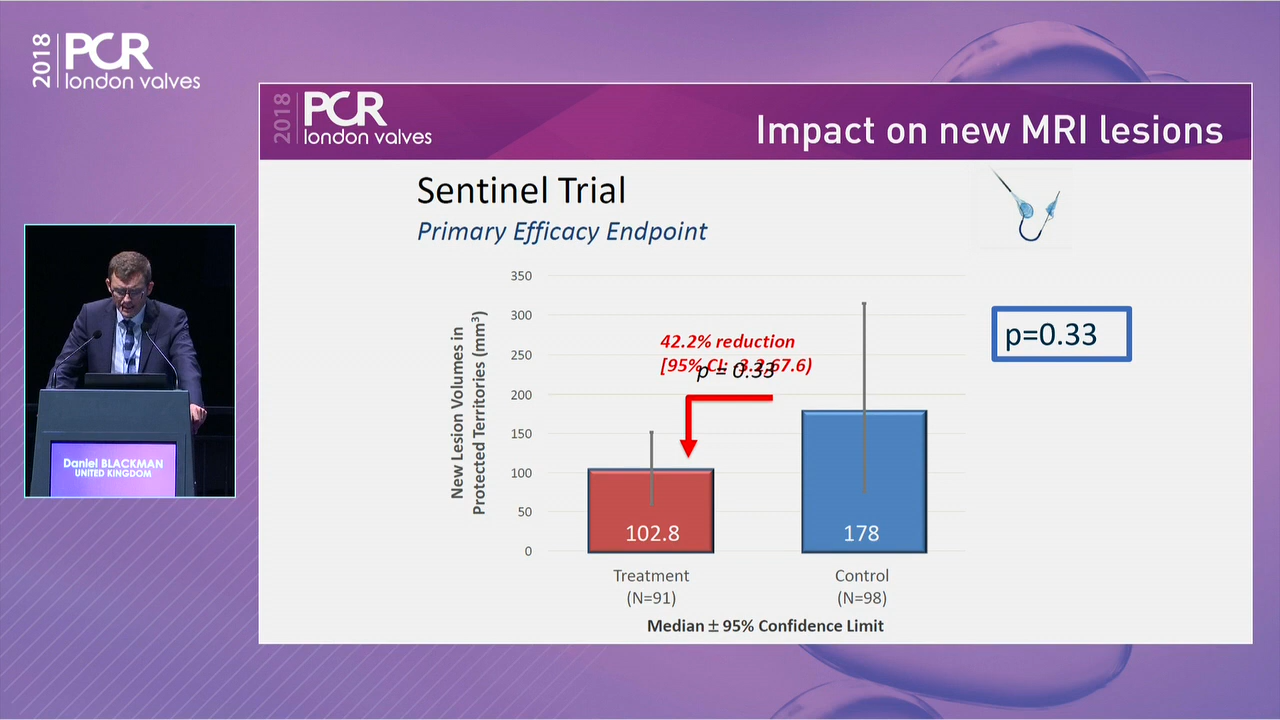 2018 PCR
london valves
2018 PCR
london valves
Impact on new MRI lesions
Sentinel Trial
Primary Efficacy Endpoint
350
300
250
200
150
100
50
0
New Lesion Volumes in
Protected Territories (mm³)
42.2% reduction
[95% CI: -3.2,67.6)
p = 0.33
p=0.33
102.8
178
Treatment
(N=91)
Control
(N=98)
Median ± 95% Confidence Limit
Daniel BLACKMAN
UNITED KINGDOM